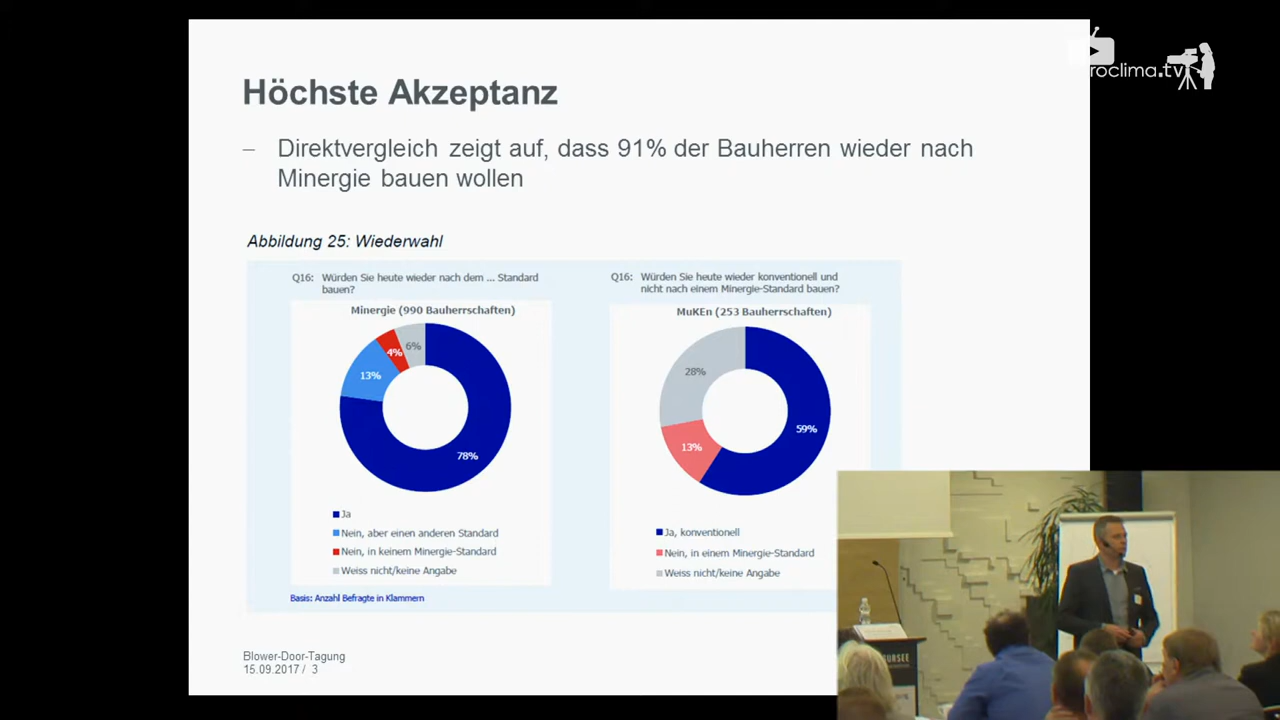 Höchste Akzeptanz
– Direktvergleich zeigt auf, dass 91% der Bauherren wieder nach
Minergie bauen wollen
Abbildung 25: Wiederwahl
Q16: Würden Sie heute wieder nach dem ... Standard
bauen?
Minergie (990 Bauherrschaften)
6%
4%
13%
78%
Ja
Nein, aber einen anderen Standard
Nein, in keinem Minergie-Standard
Weiss nicht/keine Angabe
Basis: Anzahl Befragte in Klammern
Q16: Würden Sie heute wieder konventionell und
nicht nach einem Minergie-Standard bauen?
MuKEn (253 Bauherrschaften)
28%
59%
13%
Ja, konventionell
Nein, in einem Minergie-Standard
Weiss nicht/keine Angabe
Blower-Door-Tagung
15.09.2017 / 3
roclima.tv